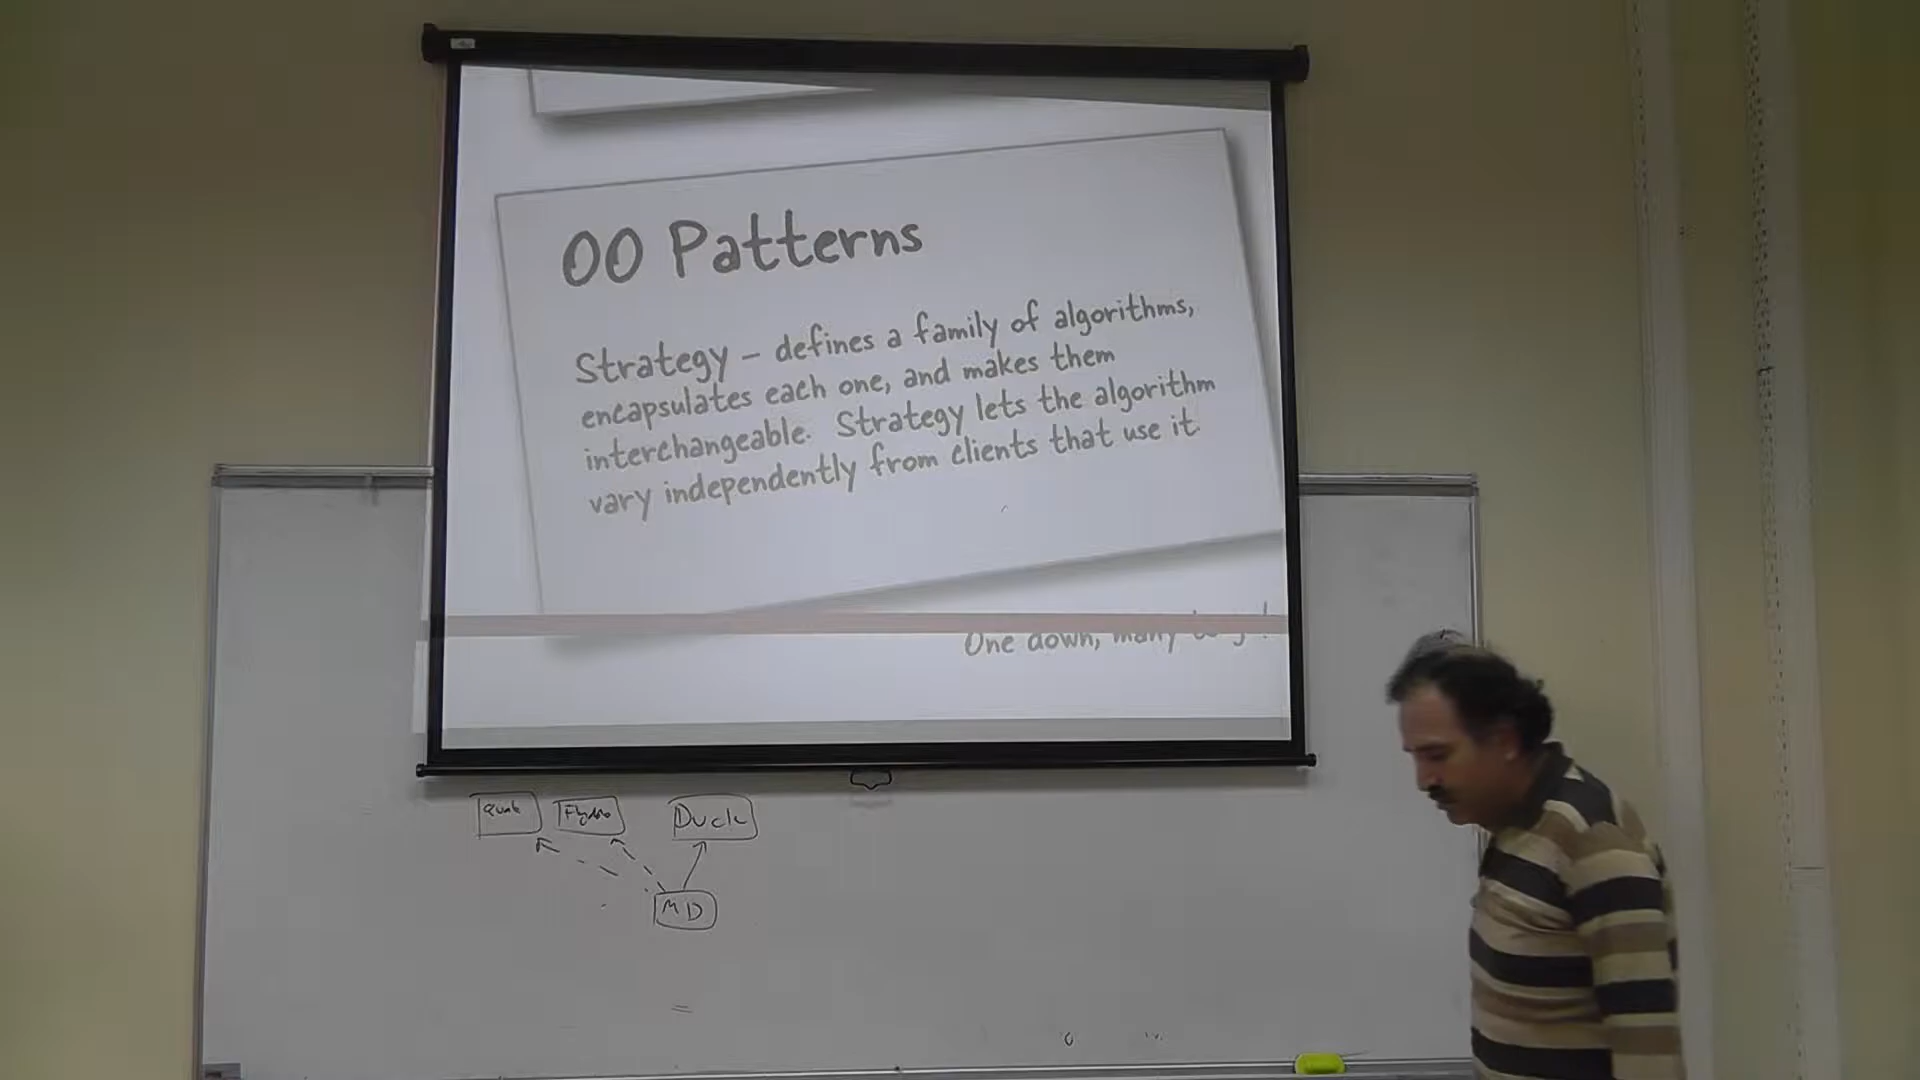 OO Patterns
Strategy – defines a family of algorithms,
encapsulates each one, and makes them
interchangeable. Strategy lets the algorithm
vary independently from clients that use it.
One down, many
Duck
MD